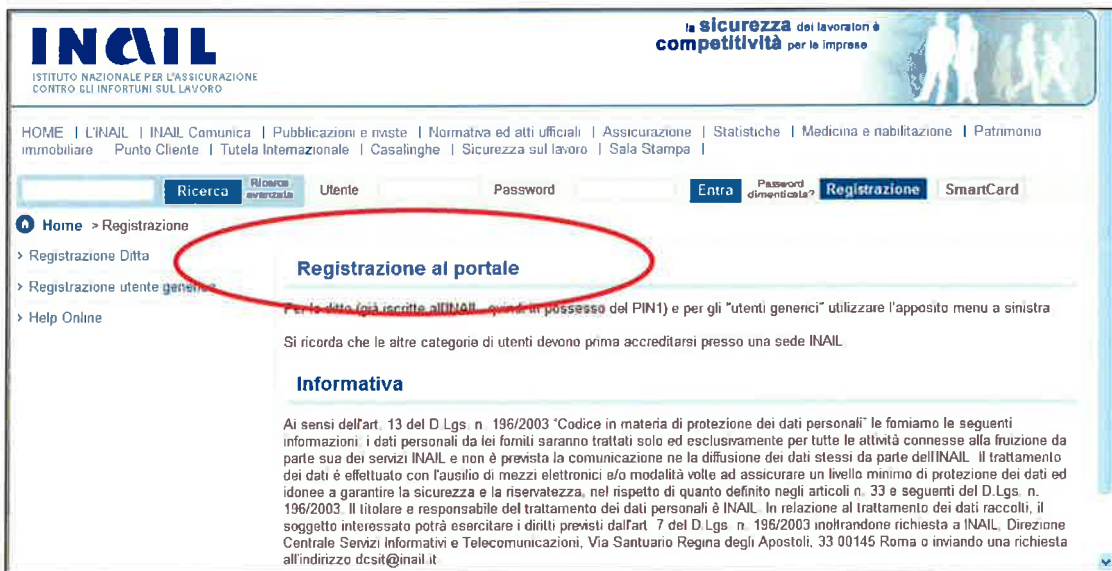 INAIL
ISTITUTO NAZIONALE PER L'ASSICURAZIONE
CONTRO GLI INFORTUNI SUL LAVORO
la sicurezza dei lavoratori è
competitività per le imprese
HOME | L'INAIL | INAIL Comunica | Pubblicazioni e riviste | Normativa ed atti ufficiali | Assicurazione | Statistiche | Medicina e riabilitazione | Patrimonio
immobiliare Punto Cliente | Tutela Internazionale | Casalinghe | Sicurezza sul lavoro | Sala Stampa |
Ricerca Ricerca avanzata Utente Password Entra Password dimenticata? Registrazione SmartCard
Home > Registrazione
> Registrazione Ditta
> Registrazione utente generico
> Help Online
Registrazione al portale
Per le ditte (già iscritte all'INAIL, quindi in possesso del PIN1) e per gli "utenti generici" utilizzare l'apposito menu a sinistra
Si ricorda che le altre categorie di utenti devono prima accreditarsi presso una sede INAIL
Informativa
Ai sensi dell'art. 13 del D.Lgs. n. 196/2003 "Codice in materia di protezione dei dati personali" le forniamo le seguenti
informazioni: i dati personali da lei forniti saranno trattati solo ed esclusivamente per tutte le attività connesse alla fruizione da
parte sua dei servizi INAIL e non è prevista la comunicazione ne la diffusione dei dati stessi da parte dell'INAIL. Il trattamento
dei dati è effettuato con l'ausilio di mezzi elettronici e/o modalità volte ad assicurare un livello minimo di protezione dei dati ed
idonee a garantire la sicurezza e la riservatezza, nel rispetto di quanto definito negli articoli n. 33 e seguenti del D.Lgs. n.
196/2003. Il titolare e responsabile del trattamento dei dati personali è INAIL. In relazione al trattamento dei dati raccolti, il
soggetto interessato potrà esercitare i diritti previsti dall'art. 7 del D.Lgs. n. 196/2003 inoltrandone richiesta a INAIL, Direzione
Centrale Servizi Informativi e Telecomunicazioni, Via Santuario Regina degli Apostoli, 33 00145 Roma o inviando una richiesta
all'indirizzo dcsit@inail.it